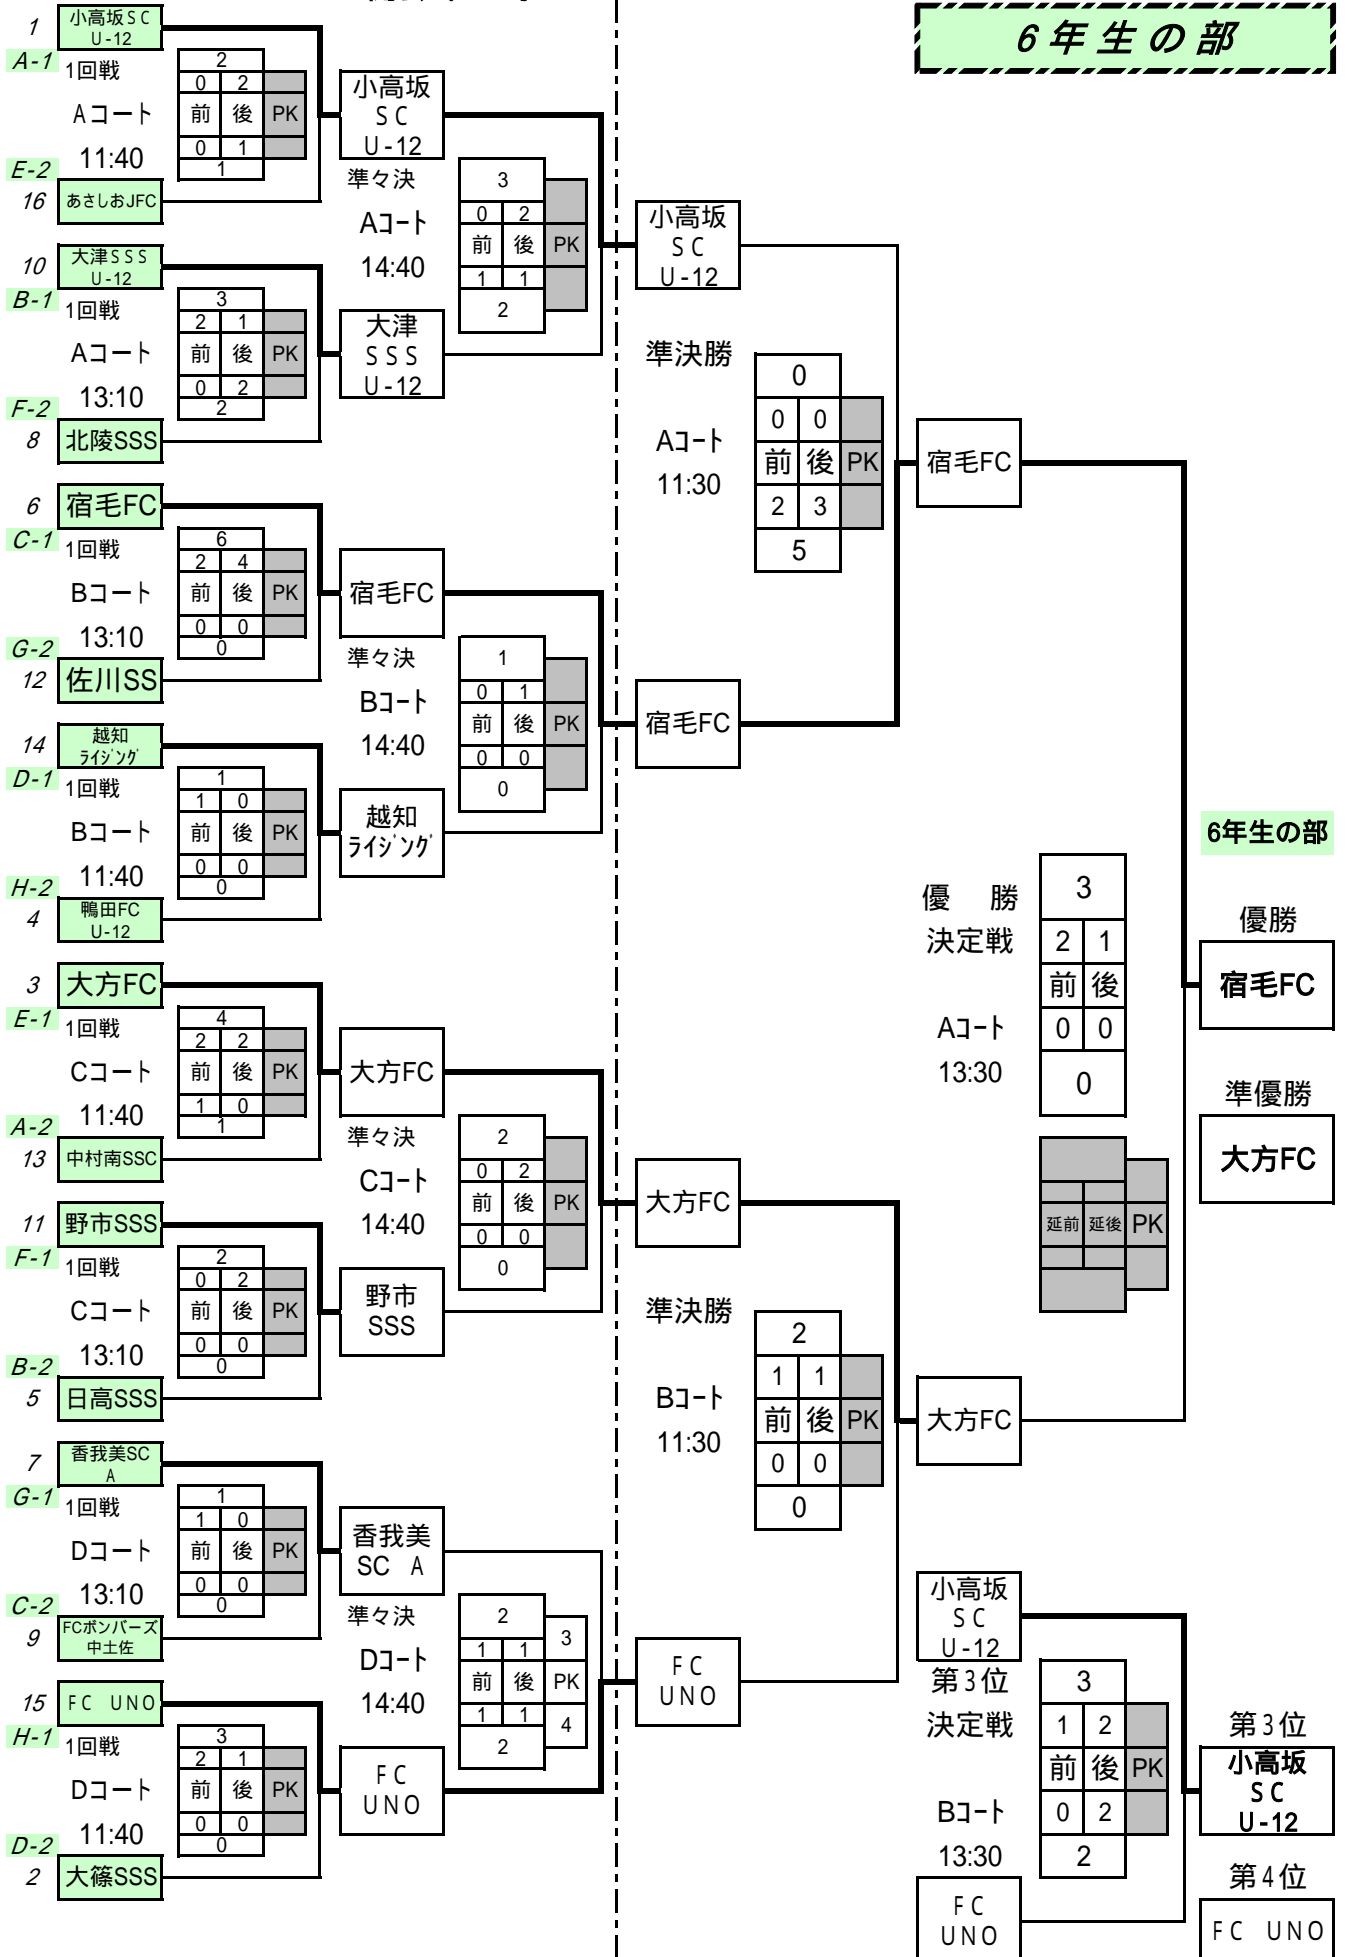 6年生の部
1
小高坂SC
U-12
A-1
1回戦
2
0 2
Aコート
前 後 PK
0 1
11:40
1
E-2
16
あさしおJFC
小高坂
SC
U-12
準々決
Aコート
14:40
3
0 2
前 後 PK
1 1
2
10
大津SSS
U-12
B-1
1回戦
3
2 1
Aコート
前 後 PK
0 2
13:10
2
F-2
8
北陵SSS
大津
SSS
U-12
小高坂
SC
U-12
準決勝
Aコート
11:30
0
0 0
前 後 PK
2 3
5
6
宿毛FC
C-1
1回戦
6
2 4
Bコート
前 後 PK
0 0
13:10
0
G-2
12
佐川SS
宿毛FC
準々決
Bコート
14:40
1
0 1
前 後 PK
0 0
0
14
越知
ライジング
D-1
1回戦
1
1 0
Bコート
前 後 PK
0 0
11:40
0
H-2
4
鴨田FC
U-12
越知
ライジング
宿毛FC
宿毛FC
3
大方FC
E-1
1回戦
4
2 2
Cコート
前 後 PK
1 0
11:40
1
A-2
13
中村南SSC
大方FC
準々決
Cコート
14:40
2
0 2
前 後 PK
0 0
0
11
野市SSS
F-1
1回戦
2
0 2
Cコート
前 後 PK
0 0
13:10
0
B-2
5
日高SSS
野市
SSS
大方FC
準決勝
Bコート
11:30
2
1 1
前 後 PK
0 0
0
7
香我美SC
A
G-1
1回戦
1
1 0
Dコート
前 後 PK
0 0
13:10
0
C-2
9
FCボンバーズ
中土佐
香我美
SC A
準々決
Dコート
14:40
2
1 1 3
前 後 PK
1 1 4
2
15
FC UNO
H-1
1回戦
3
2 1
Dコート
前 後 PK
0 0
11:40
0
D-2
2
大篠SSS
FC
UNO
FC
UNO
大方FC
優 勝
決定戦
Aコート
13:30
3
2 1
前 後
0 0
0
延前 延後 PK
6年生の部
優勝
宿毛FC
準優勝
大方FC
小高坂
SC
U-12
第3位
決定戦
Bコート
13:30
3
1 2
前 後 PK
0 2
2
FC
UNO
第3位
小高坂
SC
U-12
第4位
FC UNO